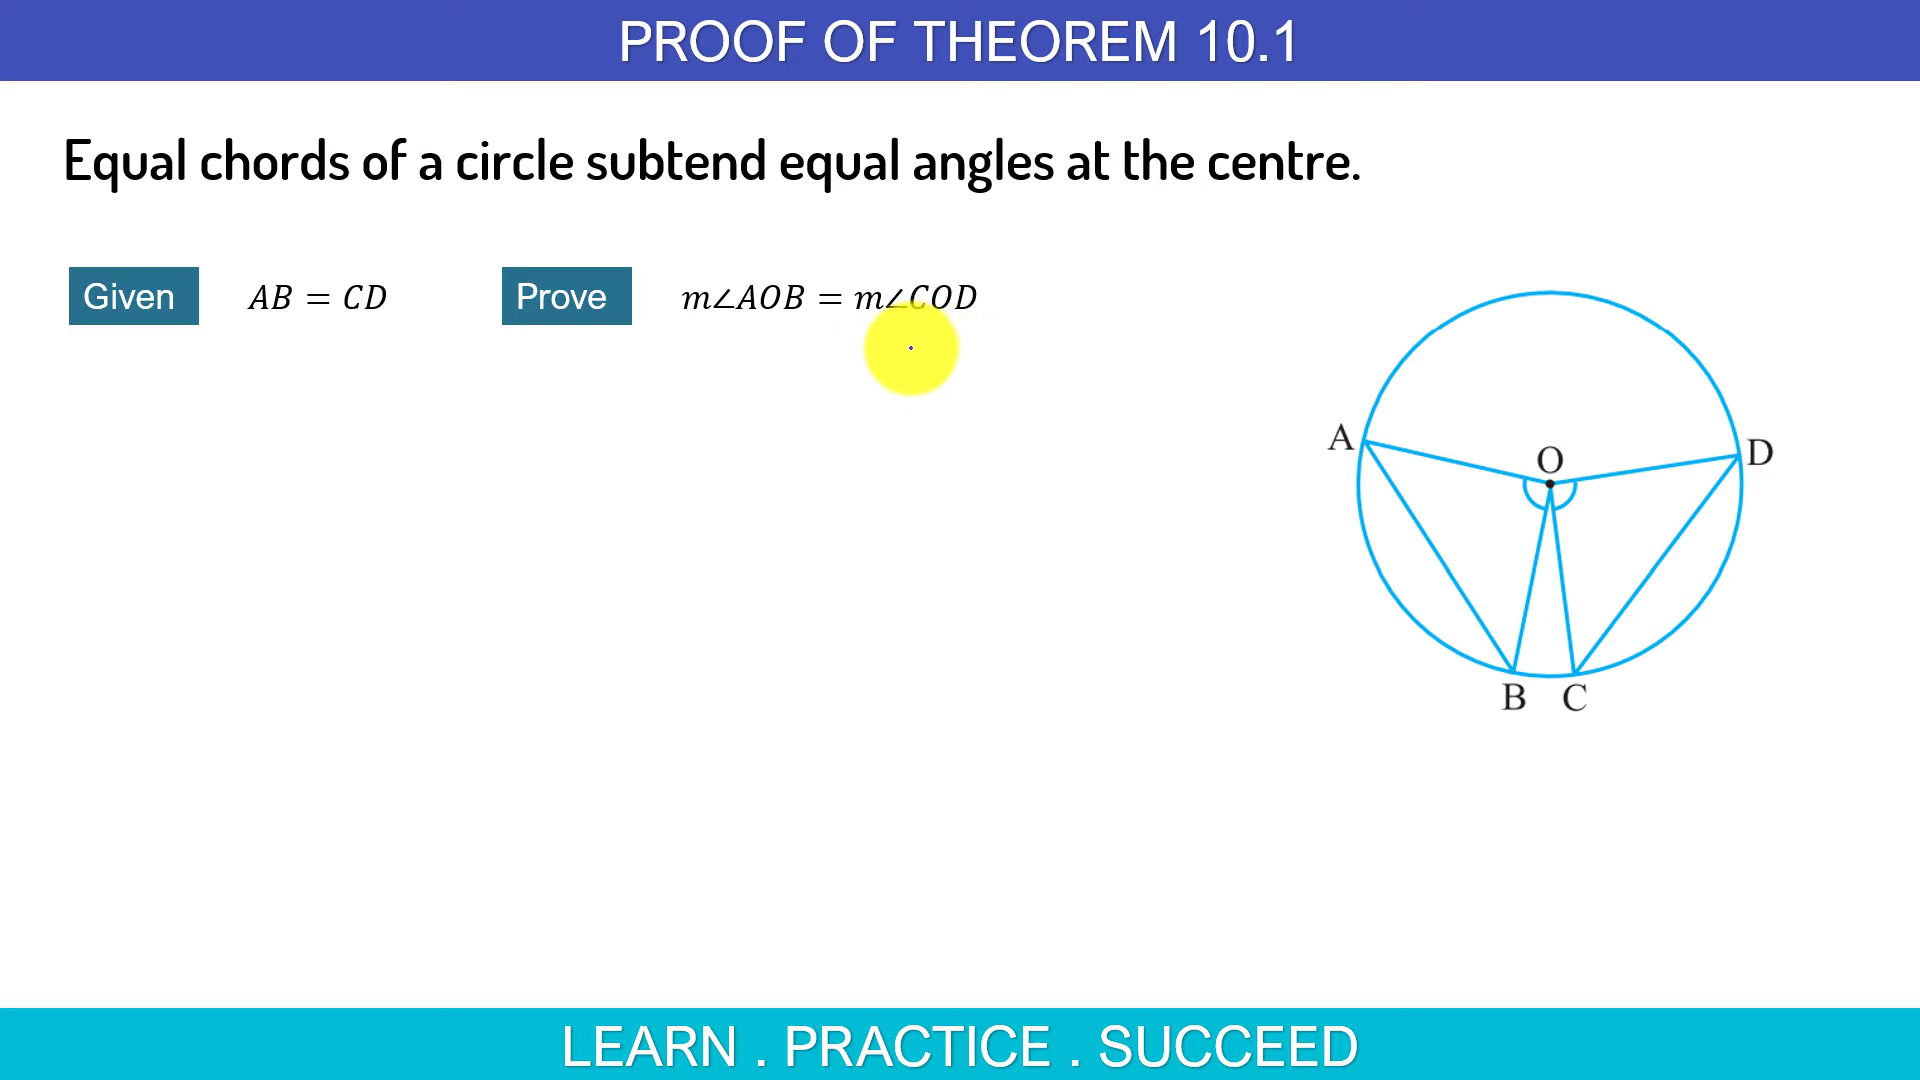 PROOF OF THEOREM 10.1
Equal chords of a circle subtend equal angles at the centre.
Given AB = CD Prove m∠AOB = m∠COD
A
O
D
B C
LEARN . PRACTICE . SUCCEED